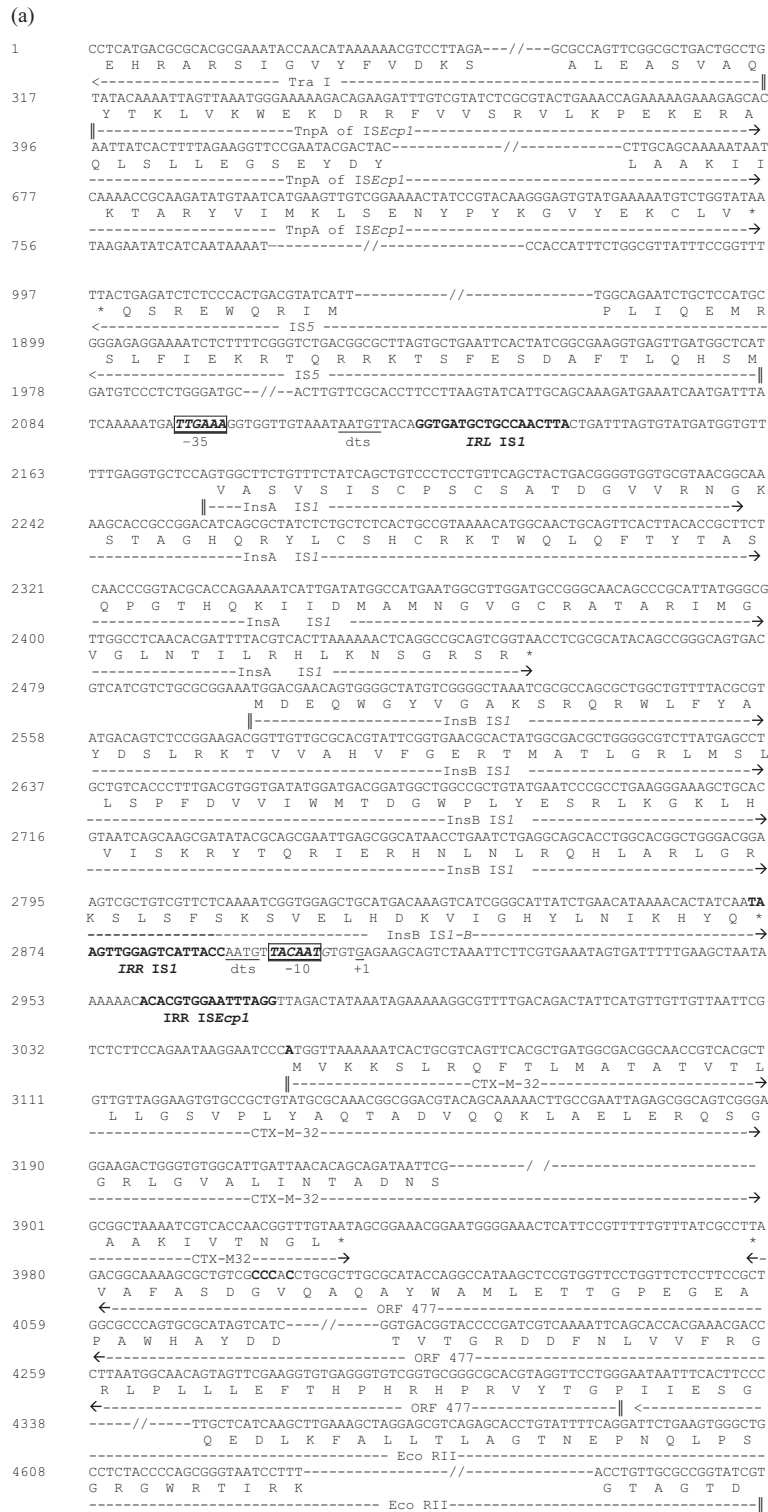 (a)
1 CCTCATGACGCGCACGCGAAATACCAACATAAAAAACGTCCTTAGA---//---GCGCCAGTTCGGCGCTGACTGCCTG
E H R A R S I G V Y F V D K S A L E S V A Q
<--------------------- Tra I ---------------------‖
317 TATACAAAATTAGTTAAATGGGAAAAAGACAGAAGATTTGTCGTATCTCGCGTACTGAAACCAGAAAAAGAAAGAGCAC
Y T K L V K W E K D R R F V V S R V L K P E K E R A
‖---------------------TnpA of ISEcp1---------------------→
396 AATTATCACTTTTAGAAGGTTCCGAATACGACTAC-------------//-------------CTTGCAGCAAAAATAAT
Q L S L L E G S E Y D Y L A A K I I
---------------------TnpA of ISEcp1---------------------→
677 CAAAACCGCAAGATATGTAATCATGAAGTTGTCGGAAAACTATCCGTACAAGGGAGTGTATGAAAAATGTCTGGTATAA
K T A R Y V I M K L S E N Y P Y K G V Y E K C L V *
---------------------TnpA of ISEcp1---------------------→
756 TAAGAATATCATCAATAAAAT-------------//-------------CCACCATTTCTGGCGTTATTTCCGGTTT
997 TTACTGAGATCTCTCCCACTGACGTATCATT-------------//-------------TGGCAGAATCTGCTCCATGC
* Q S R E W Q R I M P L I Q E M R
<--------------------- IS5 ---------------------
1899 GGGAGAGGAAAATCTCTTTTCGGGTCTGACGGCGCTTAGTGCTGAATTCACTATCGGCGAAGGTGAGTTGATGGCTCAT
S L F I E K R T Q R R K T S F E S D A F T L Q H S M
<--------------------- IS5 ---------------------‖
1978 GATGTCCCTCTGGGATGC---//---ACTTGTTCGCACCTTCCTTAAGTATCATTGCAGCAAAGATGAAATCAATGATTTA
2084 TCAAAAATGATTGAAAGGTGGTTGTAAATAATGTTACAGGTGATGCTGCCAACTTACTGATTTAGTGTATGATGGTGTT
−35 dts IRL IS1
2163 TTTGAGGTGCTCCAGTGGCTTCTGTTTCTATCAGCTGTCCCTCCTGTTCAGCTACTGACGGGGTGGTGCGTAACGGCAA
V A S V S I S C P S C S A T D G V V R N G K
‖----InsA IS1 ---------------------→
2242 AAGCACCGCCGGACATCAGCGCTATCTCTGCTCTCACTGCCGTAAAACATGGCAACTGCAGTTCACTTACACCGCTTCT
S T A G H Q R Y L C S H C R K T W Q L Q F T Y T A S
---------------------InsA IS1 ---------------------→
2321 CAACCCGGTACGCACCAGAAAATCATTGATATGGCCATGAATGGCGTTGGATGCCGGGCAACAGCCCGCATTATGGGCG
Q P G T H Q K I I D M A M N G V G C R A T A R I M G
---------------------InsA IS1 ---------------------→
2400 TTGGCCTCAACACGATTTTACGTCACTTAAAAAACTCAGGCCGCAGTCGGTAACCTCGCGCATACAGCCGGGCAGTGAC
V G L N T I L R H L K N S G R S R *
---------------------InsA IS1 ---------------------→
2479 GTCATCGTCTGCGCGGAAATGGACGAACAGTGGGGCTATGTCGGGGCTAAATCGCGCCAGCGCTGGCTGTTTTACGCGT
M D E Q W G Y V G A K S R Q R W L F Y A
‖---------------------InsB IS1 ---------------------→
2558 ATGACAGTCTCCGGAAGACGGTTGTTGCGCACGTATTCGGTGAACGCACTATGGCGACGCTGGGGCGTCTTATGAGCCT
Y D S L R K T V V A H V F G E R T M A T L G R L M S L
---------------------InsB IS1 ---------------------→
2637 GCTGTCACCCTTTGACGTGGTGATATGGATGACGGATGGCTGGCCGCTGTATGAATCCCGCCTGAAGGGAAAGCTGCAC
L S P F D V V I W M T D G W P L Y E S R L K G K L H
---------------------InsB IS1 ---------------------→
2716 GTAATCAGCAAGCGATATACGCAGCGAATTGAGCGGCATAACCTGAATCTGAGGCAGCACCTGGCACGGCTGGGACGGA
V I S K R Y T Q R I E R H N L N L R Q H L A R L G R
---------------------InsB IS1 ---------------------→
2795 AGTCGCTGTCGTTCTCAAAATCGGTGGAGCTGCATGACAAAGTCATCGGGCATTATCTGAACATAAAACACTATCAATA
K S L S F S K S V E L H D K V I G H Y L N I K H Y Q *
---------------------InsB IS1-B---------------------→
2874 AGTTGGAGTCATTACCAATGTTACAATGTGTGAGAAGCAGTCTAAATTCTTCGTGAAATAGTGATTTTTGAAGCTAATA
IRR IS1 dts −10 +1
2953 AAAAACACACGTGGAATTTAGGTTAGACTATAAATAGAAAAAGGCGTTTTGACAGACTATTCATGTTGTTGTTAATTCG
IRR ISEcp1
3032 TCTCTTCCAGAATAAGGAATCCCATGGTTAAAAAATCACTGCGTCAGTTCACGCTGATGGCGACGGCAACCGTCACGCT
M V K K S L R Q F T L M A T A T V T L
‖---------------------CTX-M-32---------------------→
3111 GTTGTTAGGAAGTGTGCCGCTGTATGCGCAAACGGCGGACGTACAGCAAAAACTTGCCGAATTAGAGCGGCAGTCGGGA
L L G S V P L Y A Q T A D V Q Q K L A E L E R Q S G
---------------------CTX-M-32---------------------→
3190 GGAAGACTGGGTGTGGCATTGATTAACACAGCAGATAATTCG---------/ /---------------------
G R L G V A L I N T A D N S
---------------------CTX-M-32---------------------→
3901 GCGGCTAAAATCGTCACCAACGGTTTGTAATAGCGGAAACGGAATGGGGAAACTCATTCCGTTTTTGTTTATCGCCTTA
A A K I V T N G L * *
-----------CTX-M32----------→ ←-
3980 GACGGCAAAAGCGCTGTCGCCCACCTGCGCTTGCGCATACCAGGCCATAAGCTCCGTGGTTCCTGGTTCTCCTTCCGCT
V A F A S D G V Q A Q A Y W A M L E T T G P E G E A
←--------------------- ORF 477 ---------------------
4059 GGCGCCCAGTGCGCATAGTCATC----//-----GGTGACGGTACCCCGATCGTCAAAATTCAGCACCACGAAACGACC
P A W H A Y D D T V T G R D D F N L V V F R G
←--------------------- ORF 477 ---------------------
4259 CTTAATGGCAACAGTAGTTCGAAGGTGTGAGGGTGTCGGTGCGGGCGCACGTAGGTTCCTGGGAATAATTTCACTTCCC
R L P L L L E F T H P H R H P R V Y T G P I I E S G
←--------------------- ORF 477 ----------‖ <---------
4338 -----//-----TTGCTCATCAAGCTTGAAAGCTAGGAGCGTCAGAGCACCTGTATTTTCAGGATTCTGAAGTGGGCTG
Q E D L K F A L L T L A G T N E P N Q L P S
--------------------- Eco RII ---------------------
4608 CCTCTACCCCAGCGGGTAATCCTTT---------------//---------------ACCTGTTGCGCCGGTATCGT
G R G W R T I R K G T A G T D
--------------------- Eco RII ---------------------‖